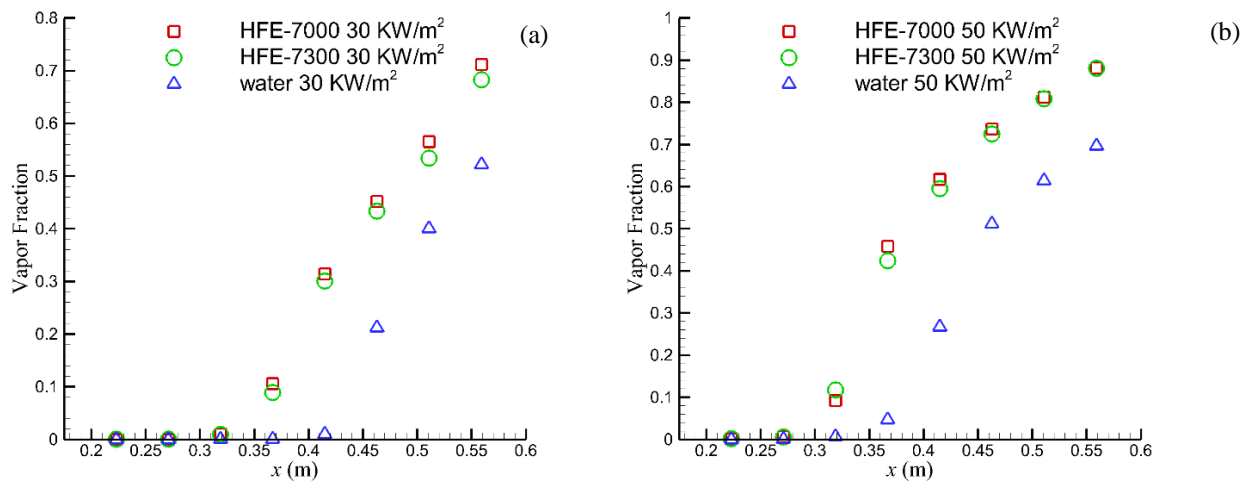 0.8
HFE-7000 30 KW/m²
(a)
HFE-7300 30 KW/m²
0.7
water 30 KW/m²
0.6
0.5
0.4
0.3
0.2
0.1
0
Vapor Fraction
0.2 0.25 0.3 0.35 0.4 0.45 0.5 0.55 0.6
x (m)
1
HFE-7000 50 KW/m²
(b)
HFE-7300 50 KW/m²
0.9
water 50 KW/m²
0.8
0.7
0.6
0.5
0.4
0.3
0.2
0.1
0
Vapor Fraction
0.2 0.25 0.3 0.35 0.4 0.45 0.5 0.55 0.6
x (m)